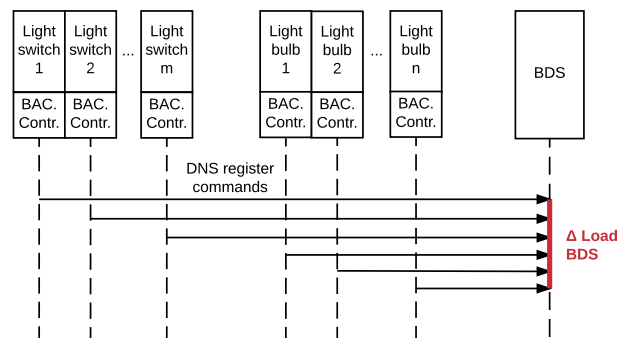 Light
switch
1
Light
switch
2
...
Light
switch
m
Light
bulb
1
Light
bulb
2
...
Light
bulb
n
BDS
BAC.
Contr.
BAC.
Contr.
BAC.
Contr.
BAC.
Contr.
BAC.
Contr.
BAC.
Contr.
DNS register
commands
Δ Load
BDS